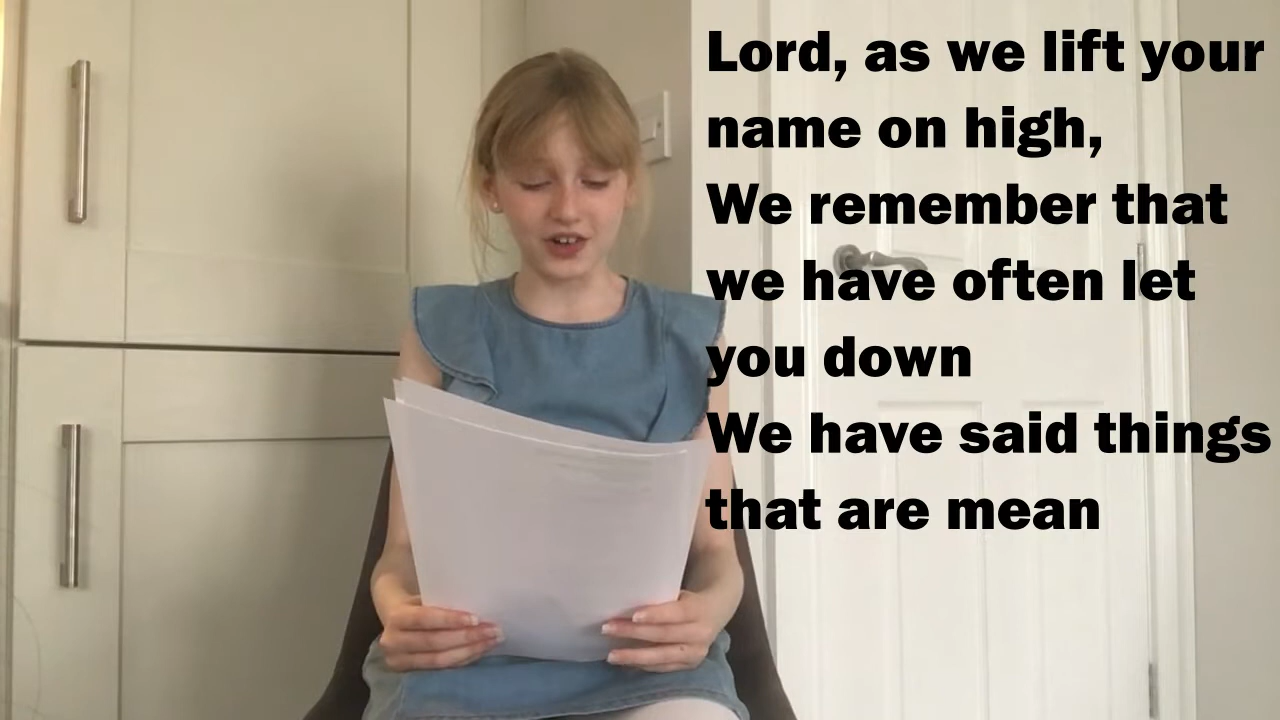 Lord, as we lift your
name on high,
We remember that
we have often let
you down
We have said things
that are mean